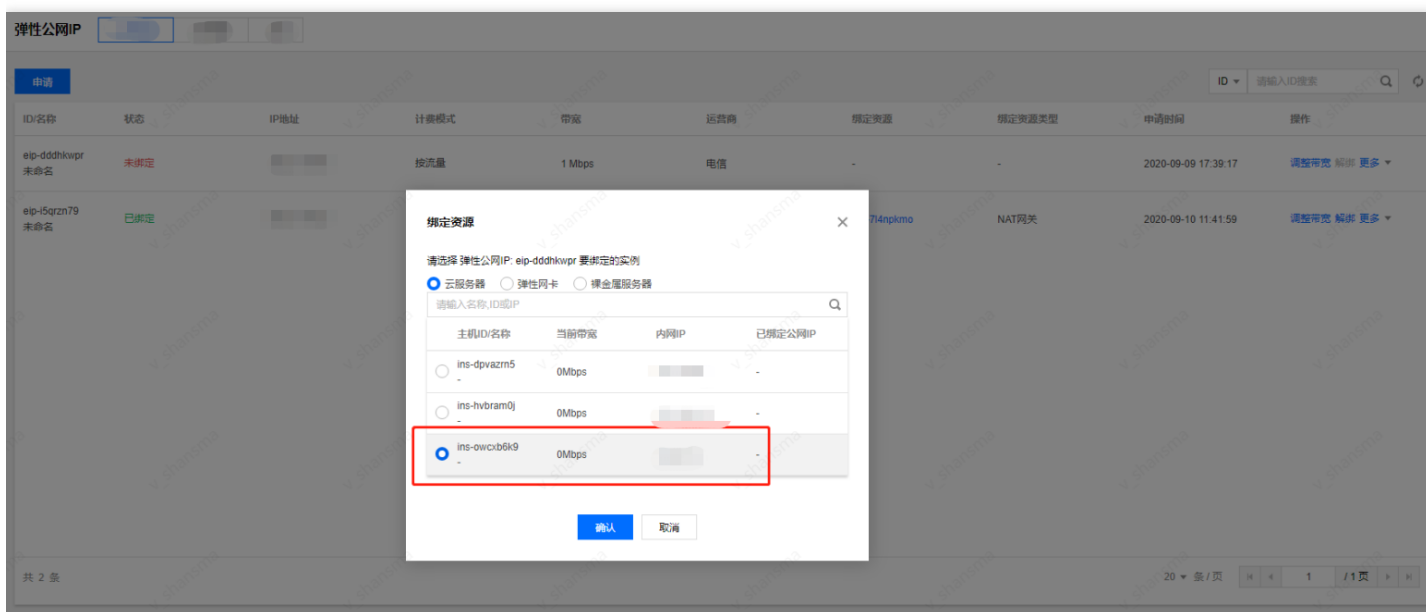 弹性公网IP
申请
ID
请输入ID搜索
ID/名称 状态 IP地址 计费模式 带宽 运营商 绑定资源 绑定资源类型 申请时间 操作
eip-dddhkwpr 未绑定 按流量 1 Mbps 电信 - - 2020-09-09 17:39:17 调整带宽 解绑 更多
未命名
eip-i5qrzn79 已绑定 7l4npkmo NAT网关 2020-09-10 11:41:59 调整带宽 解绑 更多
未命名
绑定资源
请选择 弹性公网IP: eip-dddhkwpr 要绑定的实例
云服务器 弹性网卡 裸金属服务器
请输入名称,ID或IP
主机ID/名称 当前带宽 内网IP 已绑定公网IP
ins-dpvazrn5 0Mbps -
-
ins-hvbram0j 0Mbps -
-
ins-owcxb6k9 0Mbps -
-
确认 取消
共 2 条 20 条/页 1 /1页
v_shansma